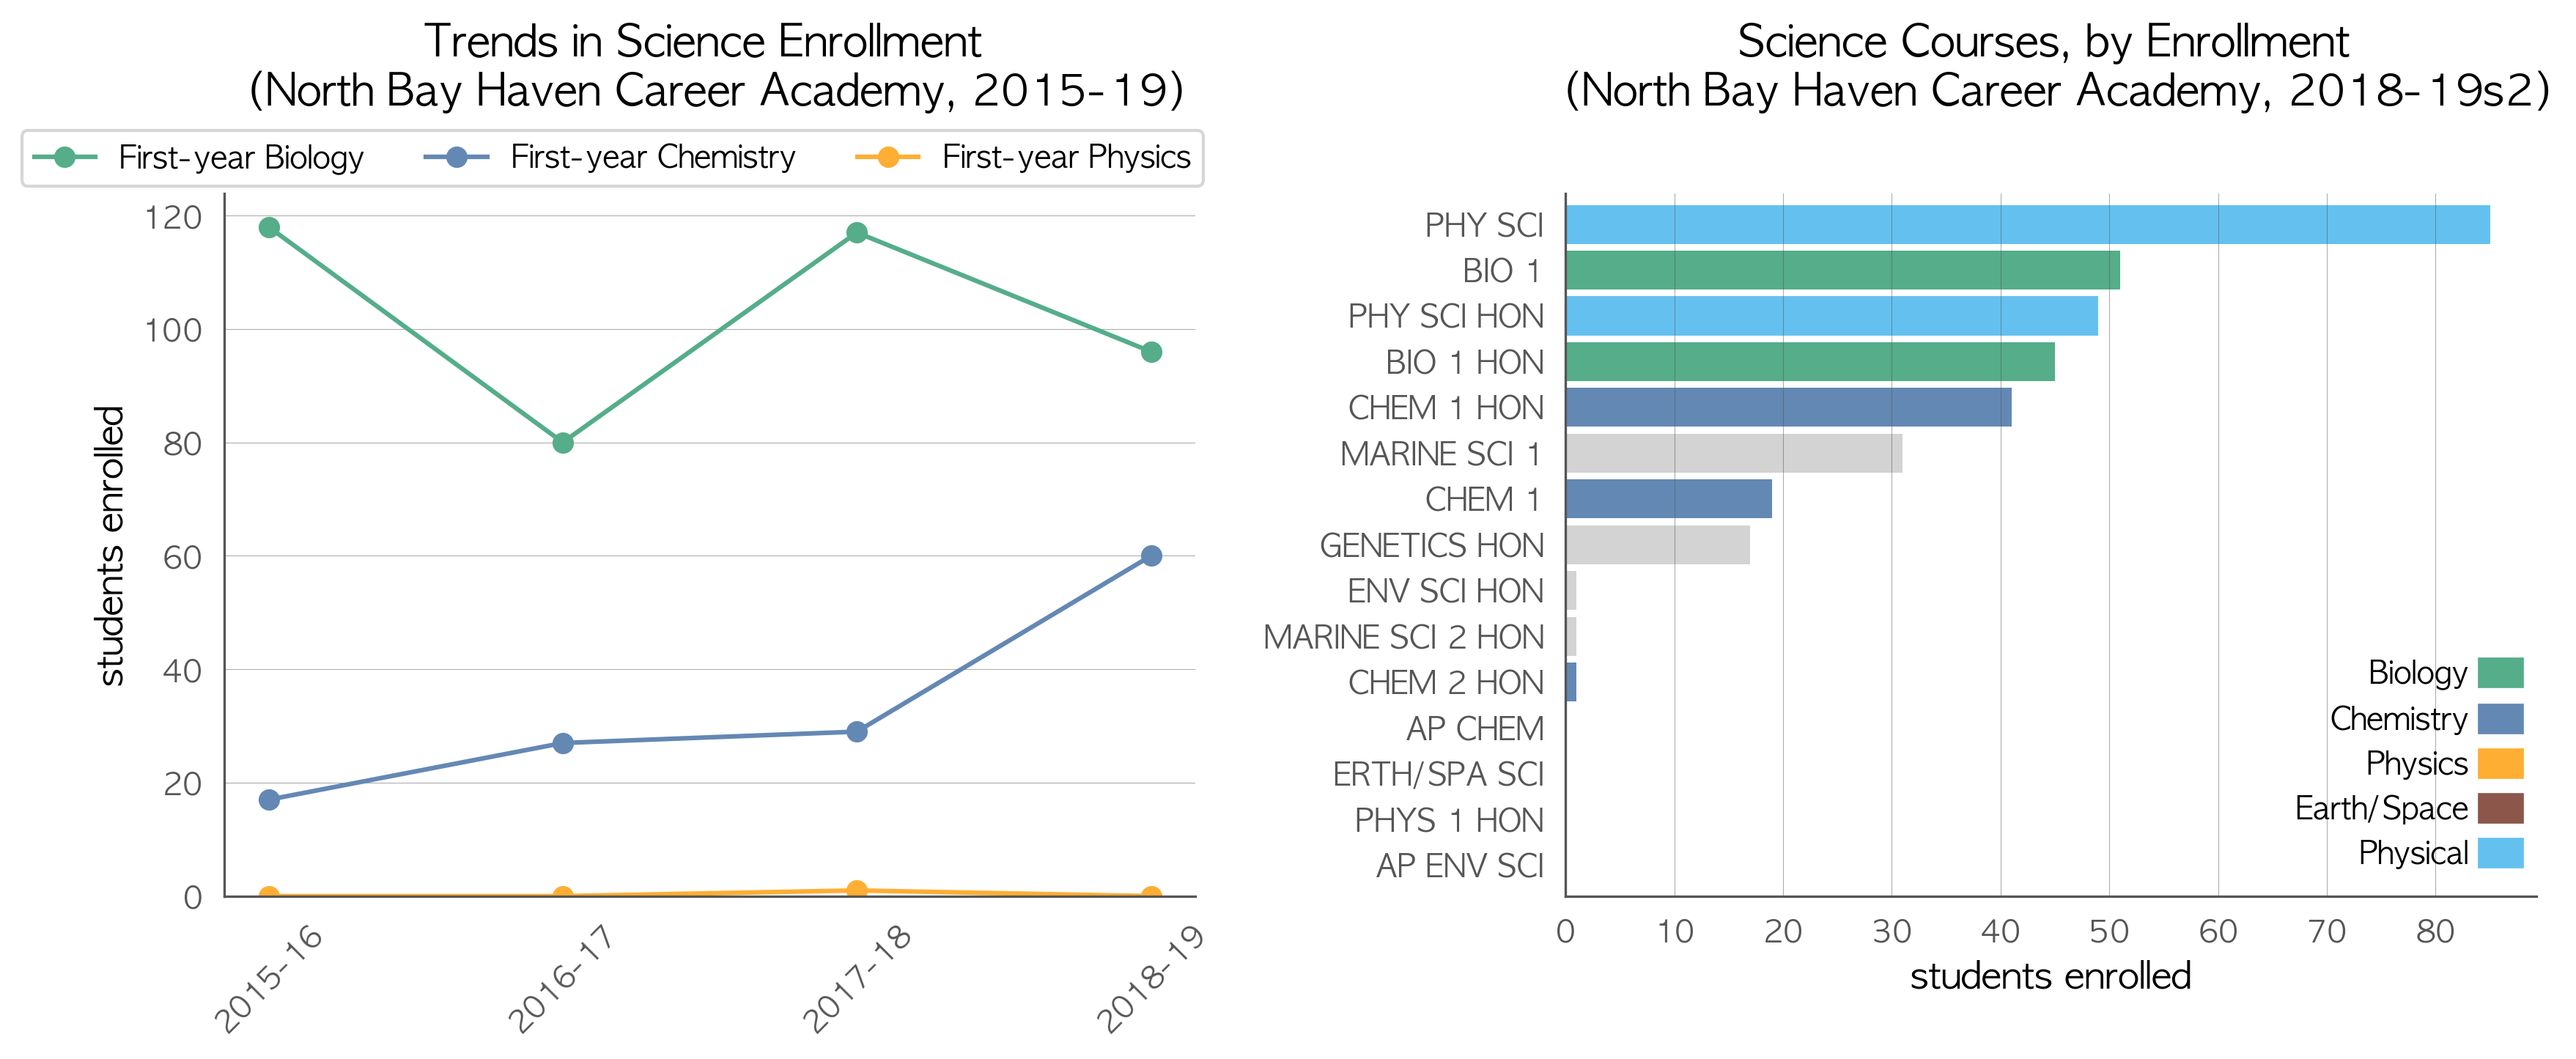 Trends in Science Enrollment
(North Bay Haven Career Academy, 2015-19)
First-year Biology
First-year Chemistry
First-year Physics
120
100
80
60
40
20
0
students enrolled
2015-16
2016-17
2017-18
2018-19
Science Courses, by Enrollment
(North Bay Haven Career Academy, 2018-19s2)
PHY SCI
BIO 1
PHY SCI HON
BIO 1 HON
CHEM 1 HON
MARINE SCI 1
CHEM 1
GENETICS HON
ENV SCI HON
MARINE SCI 2 HON
CHEM 2 HON
AP CHEM
ERTH/SPA SCI
PHYS 1 HON
AP ENV SCI
Biology
Chemistry
Physics
Earth/Space
Physical
0 10 20 30 40 50 60 70 80
students enrolled